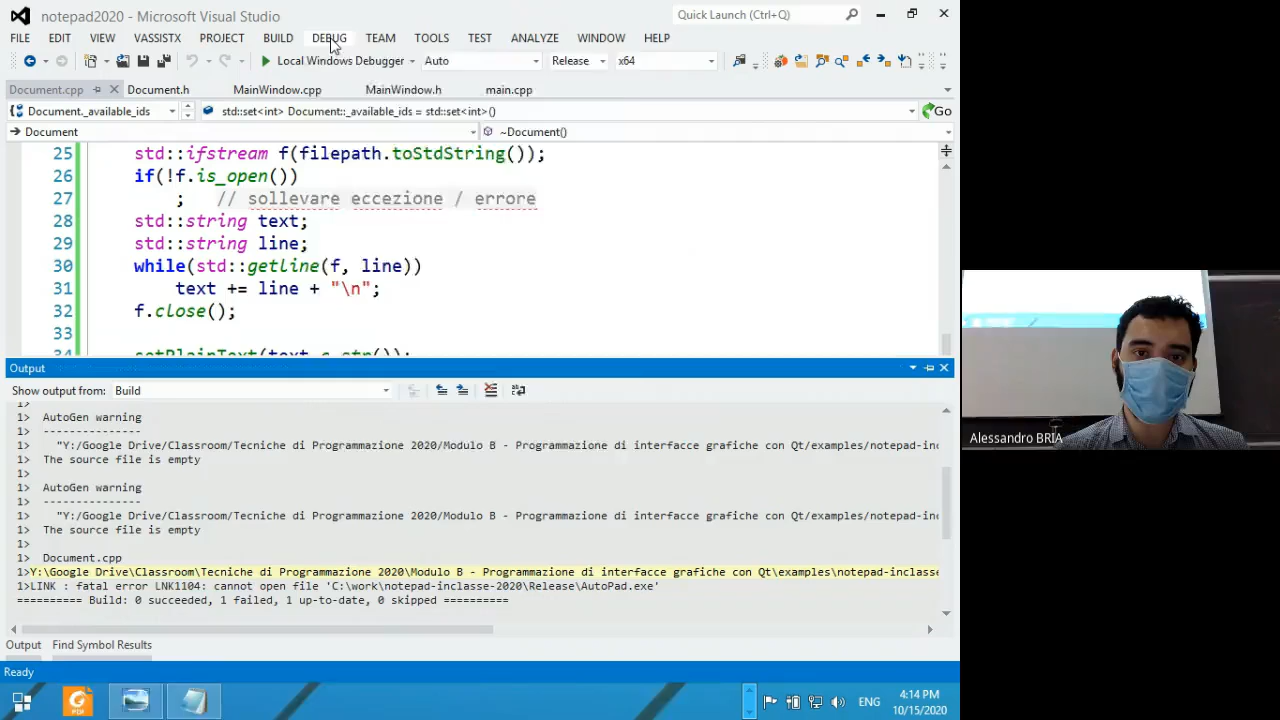 notepad2020 - Microsoft Visual Studio
Quick Launch (Ctrl+Q)
FILE EDIT VIEW VASSISTX PROJECT BUILD DEBUG TEAM TOOLS TEST ANALYZE WINDOW HELP
Local Windows Debugger Auto Release x64
Document.cpp Document.h MainWindow.cpp MainWindow.h main.cpp
Document._available_ids std::set<int> Document::_available_ids = std::set<int>() Go
Document ~Document()
25 std::ifstream f(filepath.toStdString());
26 if(!f.is_open())
27 ; // sollevare eccezione / errore
28 std::string text;
29 std::string line;
30 while(std::getline(f, line))
31 text += line + "\n";
32 f.close();
33
34 setPlainText(text.c_str());
Output
Show output from: Build
1>
1> AutoGen warning
1> ---------------
1> "Y:/Google Drive/Classroom/Tecniche di Programmazione 2020/Modulo B - Programmazione di interfacce grafiche con Qt/examples/notepad-inc
1> The source file is empty
1>
1> AutoGen warning
1> ---------------
1> "Y:/Google Drive/Classroom/Tecniche di Programmazione 2020/Modulo B - Programmazione di interfacce grafiche con Qt/examples/notepad-inc
1> The source file is empty
1>
1> Document.cpp
1>Y:\Google Drive\Classroom\Tecniche di Programmazione 2020\Modulo B - Programmazione di interfacce grafiche con Qt\examples\notepad-inclasse
1>LINK : fatal error LNK1104: cannot open file 'C:\work\notepad-inclasse-2020\Release\AutoPad.exe'
========== Build: 0 succeeded, 1 failed, 1 up-to-date, 0 skipped ==========
Output Find Symbol Results
Ready
ENG
4:14 PM
10/15/2020
Alessandro BRIA